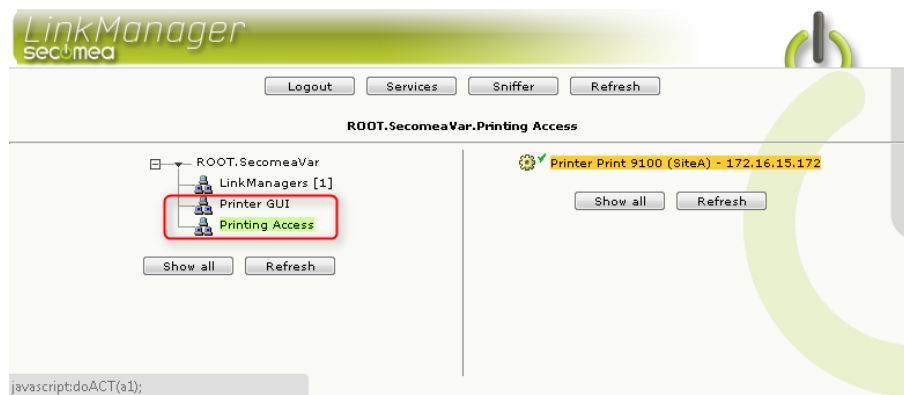 LinkManager
secomea
Logout Services Sniffer Refresh
ROOT.SecomeaVar.Printing Access
ROOT.SecomeaVar
LinkManagers [1]
Printer GUI
Printing Access
Show all Refresh
Printer Print 9100 (SiteA) - 172.16.15.172
Show all Refresh
javascript:doACT(a1);